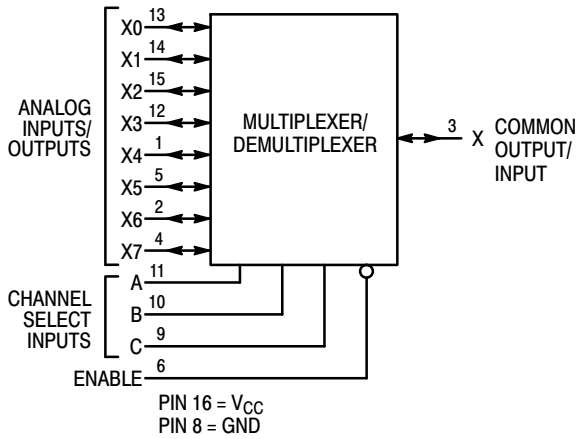 X0 13
X1 14
X2 15
X3 12
X4 1
X5 5
X6 2
X7 4
ANALOG
INPUTS/
OUTPUTS
MULTIPLEXER/
DEMULTIPLEXER
3 X COMMON
OUTPUT/
INPUT
A 11
B 10
C 9
CHANNEL
SELECT
INPUTS
ENABLE 6
PIN 16 = VCC
PIN 8 = GND